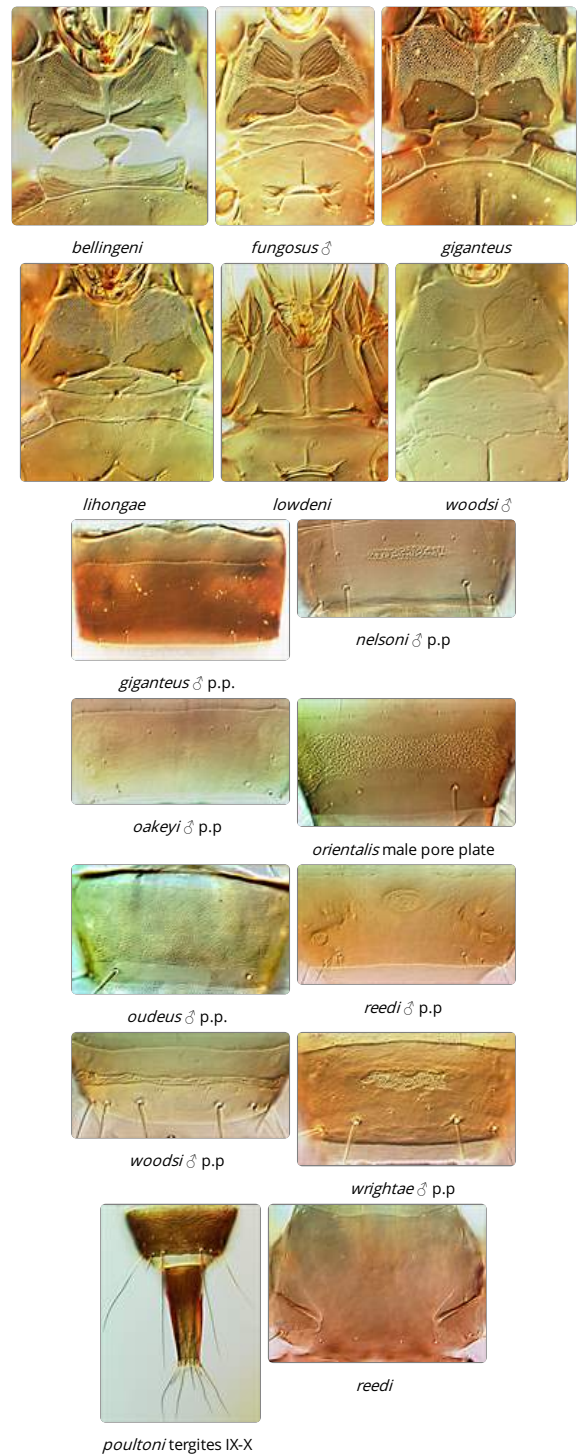 bellingeni
fungosus ♂
giganteus
lihongae
lowdeni
woodsi ♂
giganteus ♂ p.p.
nelsoni ♂ p.p
oakeyi ♂ p.p
orientalis male pore plate
oudeus ♂ p.p.
reedi ♂ p.p
woodsi ♂ p.p
wrightae ♂ p.p
poultoni tergites IX-X
reedi